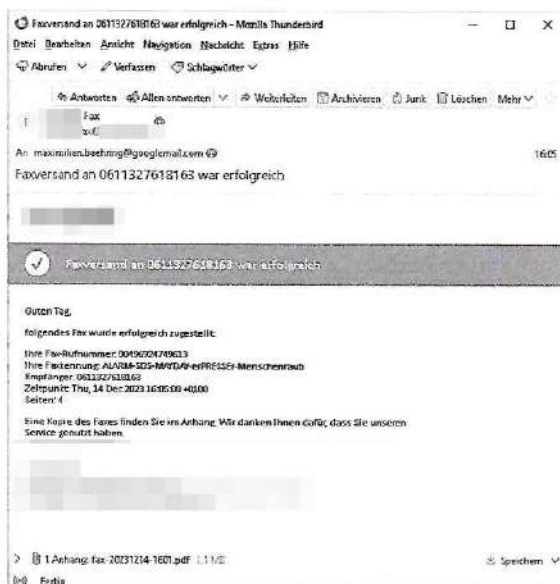 Faxversand an 0611327618163 war erfolgreich - Mozilla Thunderbird
Datei Bearbeiten Ansicht Navigation Nachricht Extras Hilfe
Abrufen Verfassen Schlagwörter
Antworten Allen antworten Weiterleiten Archivieren Junk Löschen Mehr
Fax
An maximilian.baehring@googlemail.com 16:05
Faxversand an 0611327618163 war erfolgreich
Faxversand an 0611327618163 war erfolgreich
Guten Tag,
folgendes Fax wurde erfolgreich zugestellt:
Ihre Fax-Rufnummer: 00496924749613
Ihre Faxkennung: ALARM-SOS-MAYDAY-erPRESSEr-Menschenraub
Empfänger: 0611327618163
Zeitpunkt: Thu, 14 Dec 2023 16:05:00 +0100
Seiten: 4
Eine Kopie des Faxes finden Sie im Anhang. Wir danken Ihnen dafür, dass Sie unseren
Service genutzt haben.
1 Anhang: fax-20231214-1601.pdf 1.1 MB Speichern
Fertig